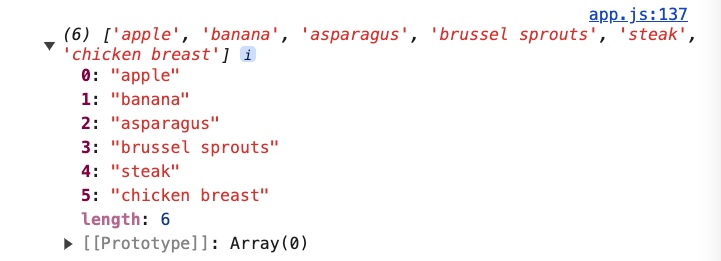 app.js:137
(6) ['apple', 'banana', 'asparagus', 'brussel sprouts', 'steak',
'chicken breast'] i
0: "apple"
1: "banana"
2: "asparagus"
3: "brussel sprouts"
4: "steak"
5: "chicken breast"
length: 6
[[Prototype]]: Array(0)